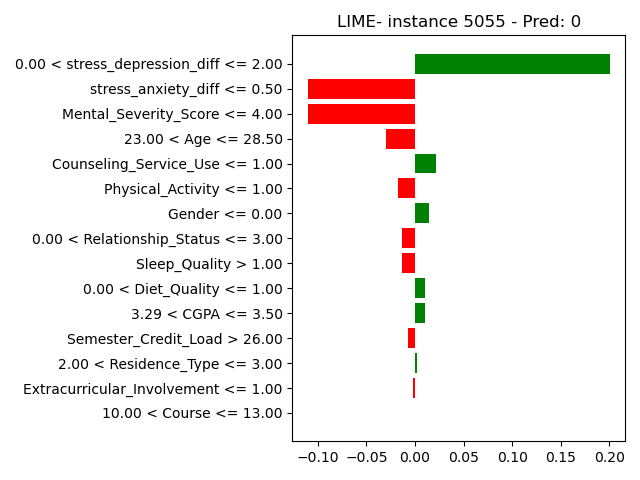 LIME- instance 5055 - Pred: 0
0.00 < stress_depression_diff <= 2.00
stress_anxiety_diff <= 0.50
Mental_Severity_Score <= 4.00
23.00 < Age <= 28.50
Counseling_Service_Use <= 1.00
Physical_Activity <= 1.00
Gender <= 0.00
0.00 < Relationship_Status <= 3.00
Sleep_Quality > 1.00
0.00 < Diet_Quality <= 1.00
3.29 < CGPA <= 3.50
Semester_Credit_Load > 26.00
2.00 < Residence_Type <= 3.00
Extracurricular_Involvement <= 1.00
10.00 < Course <= 13.00
−0.10 −0.05 0.00 0.05 0.10 0.15 0.20